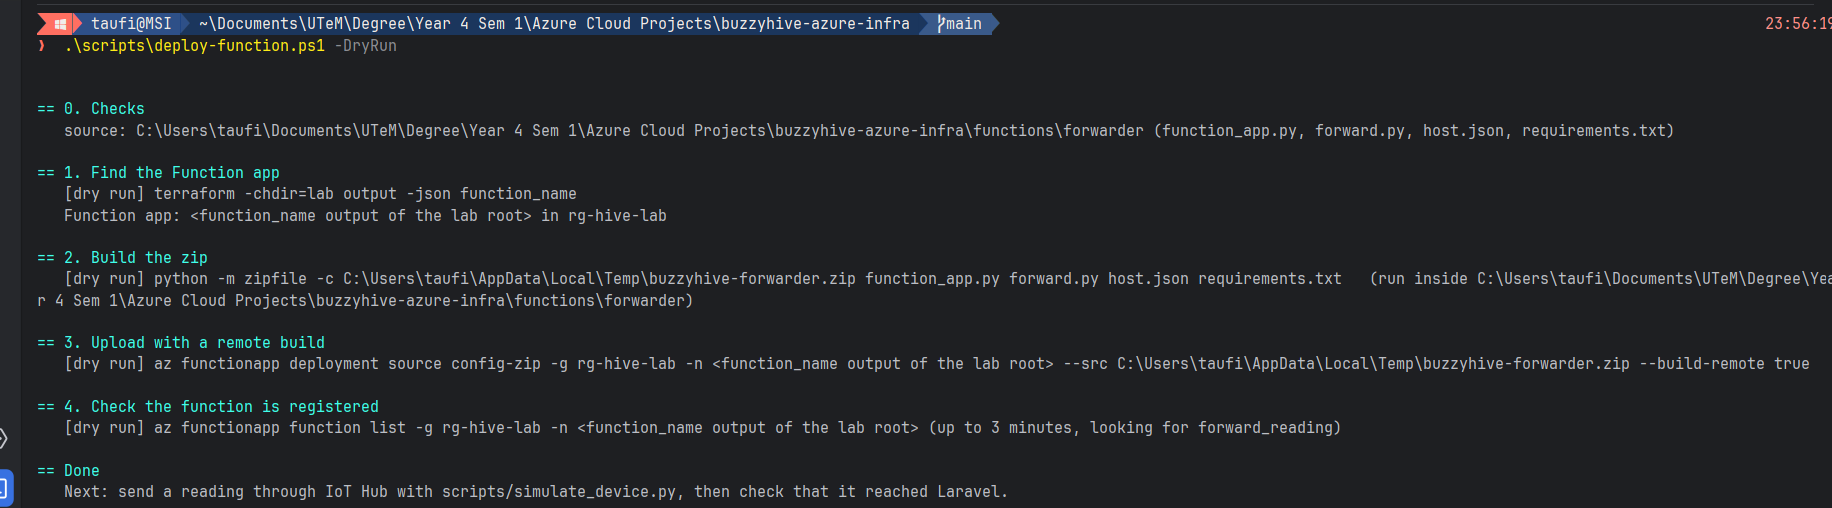 taufi@MSI ~\Documents\UTeM\Degree\Year 4 Sem 1\Azure Cloud Projects\buzzyhive-azure-infra main 23:56:19
❯ .\scripts\deploy-function.ps1 -DryRun
== 0. Checks
source: C:\Users\taufi\Documents\UTeM\Degree\Year 4 Sem 1\Azure Cloud Projects\buzzyhive-azure-infra\functions\forwarder (function_app.py, forward.py, host.json, requirements.txt)
== 1. Find the Function app
[dry run] terraform -chdir=lab output -json function_name
Function app: <function_name output of the lab root> in rg-hive-lab
== 2. Build the zip
[dry run] python -m zipfile -c C:\Users\taufi\AppData\Local\Temp\buzzyhive-forwarder.zip function_app.py forward.py host.json requirements.txt (run inside C:\Users\taufi\Documents\UTeM\Degree\Yea
r 4 Sem 1\Azure Cloud Projects\buzzyhive-azure-infra\functions\forwarder)
== 3. Upload with a remote build
[dry run] az functionapp deployment source config-zip -g rg-hive-lab -n <function_name output of the lab root> --src C:\Users\taufi\AppData\Local\Temp\buzzyhive-forwarder.zip --build-remote true
== 4. Check the function is registered
[dry run] az functionapp function list -g rg-hive-lab -n <function_name output of the lab root> (up to 3 minutes, looking for forward_reading)
== Done
Next: send a reading through IoT Hub with scripts/simulate_device.py, then check that it reached Laravel.